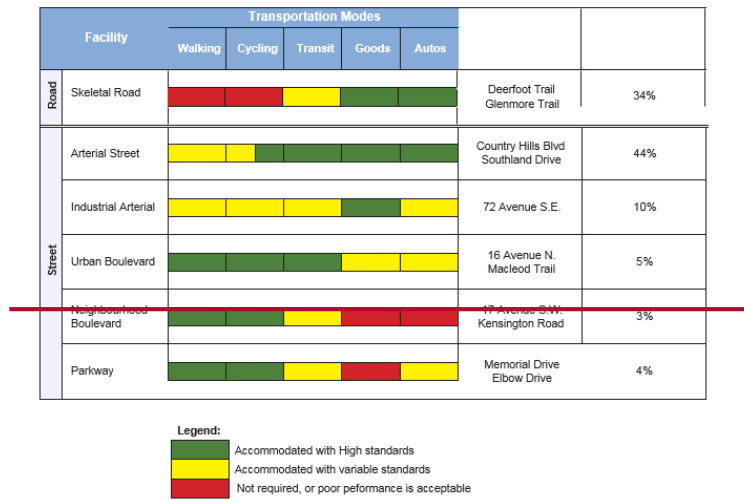 Transportation Modes
Facility
Walking Cycling Transit Goods Autos
Road
Skeletal Road
Deerfoot Trail
Glenmore Trail
34%
Street
Arterial Street
Country Hills Blvd
Southland Drive
44%
Industrial Arterial
72 Avenue S.E.
10%
Urban Boulevard
16 Avenue N.
Macleod Trail
5%
Neighbourhood
Boulevard
17 Avenue S.W.
Kensington Road
3%
Parkway
Memorial Drive
Elbow Drive
4%
Legend:
Accommodated with High standards
Accommodated with variable standards
Not required, or poor peformance is acceptable